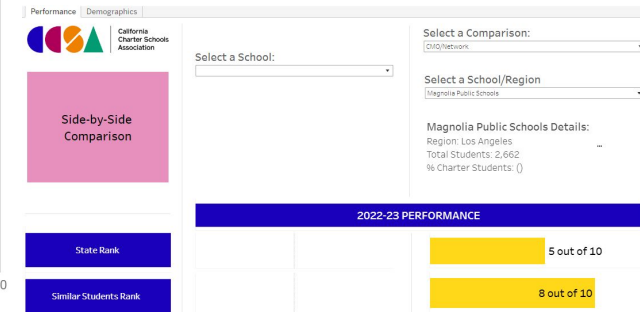 Performance
Demographics
CCSA
California
Charter Schools
Association
Side-by-Side
Comparison
Select a School:
Select a Comparison:
CMO/Network
Select a School/Region
Magnolia Public Schools
Magnolia Public Schools Details:
Region: Los Angeles
...
Total Students: 2,662
% Charter Students: ()
2022-23 PERFORMANCE
State Rank
5 out of 10
0
Similar Students Rank
8 out of 10